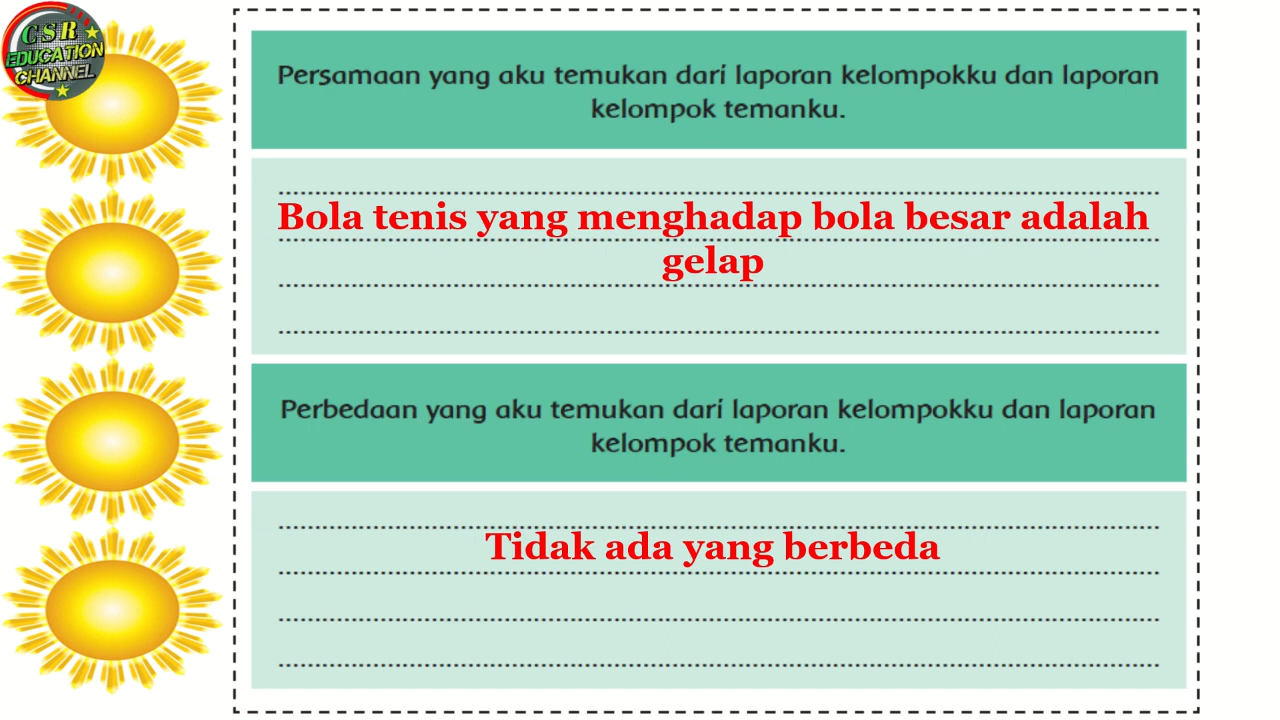 CSR
EDUCATION
CHANNEL
Persamaan yang aku temukan dari laporan kelompokku dan laporan
kelompok temanku.
Bola tenis yang menghadap bola besar adalah
gelap
Perbedaan yang aku temukan dari laporan kelompokku dan laporan
kelompok temanku.
Tidak ada yang berbeda